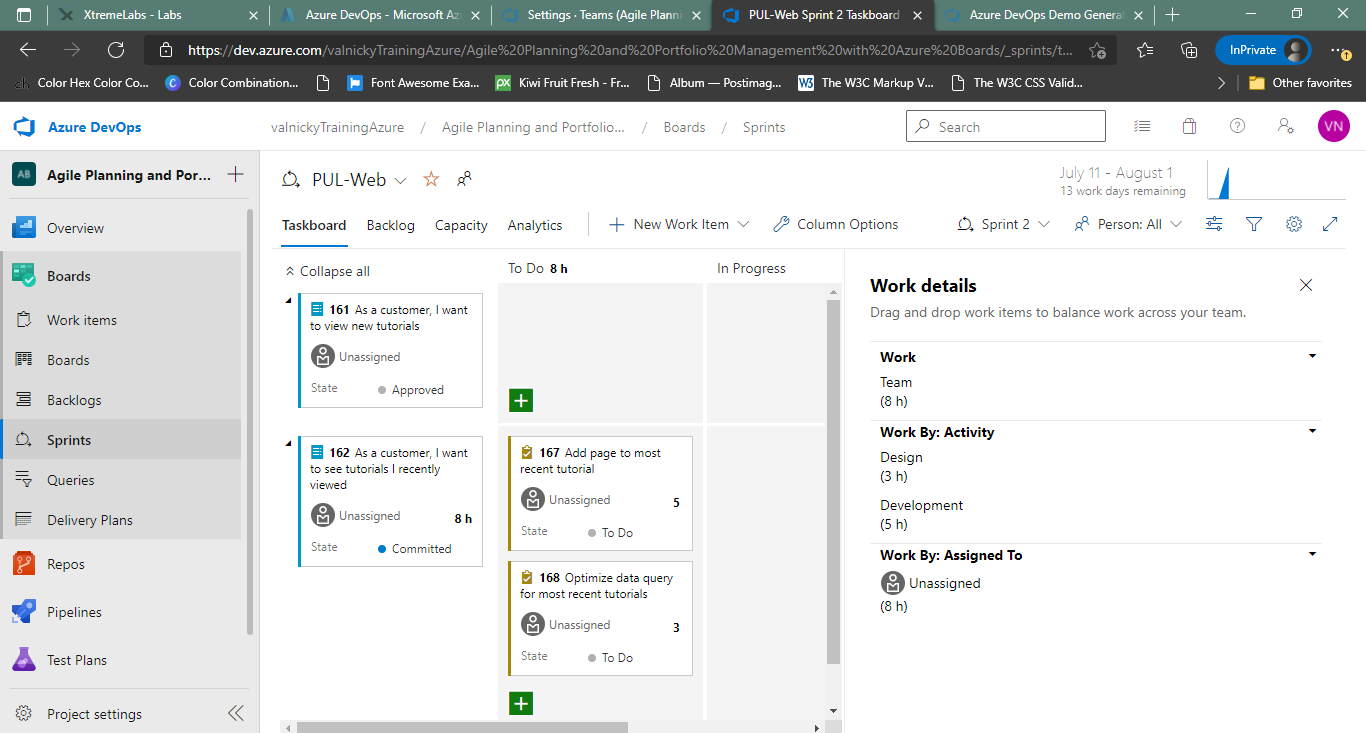 XtremeLabs - Labs
Azure DevOps - Microsoft Az
Settings · Teams (Agile Planni
PUL-Web Sprint 2 Taskboard
Azure DevOps Demo Generat
https://dev.azure.com/valnickyTrainingAzure/Agile%20Planning%20and%20Portfolio%20Management%20with%20Azure%20Boards/_sprints/t...
InPrivate
ch Color Hex Color Co...
C Color Combination...
Font Awesome Exa...
px Kiwi Fruit Fresh - Fr...
Album — Postimag...
W3 The W3C Markup V...
The W3C CSS Valid...
Other favorites
Azure DevOps
valnickyTrainingAzure / Agile Planning and Portfolio... / Boards / Sprints
Search
VN
AB Agile Planning and Por...
Overview
Boards
Work items
Boards
Backlogs
Sprints
Queries
Delivery Plans
Repos
Pipelines
Test Plans
Project settings
PUL-Web
July 11 - August 1
13 work days remaining
Taskboard Backlog Capacity Analytics
New Work Item
Column Options
Sprint 2
Person: All
Collapse all
To Do 8 h
In Progress
161 As a customer, I want
to view new tutorials
Unassigned
State Approved
162 As a customer, I want
to see tutorials I recently
viewed
Unassigned 8 h
State Committed
167 Add page to most
recent tutorial
Unassigned 5
State To Do
168 Optimize data query
for most recent tutorials
Unassigned 3
State To Do
Work details
Drag and drop work items to balance work across your team.
Work
Team
(8 h)
Work By: Activity
Design
(3 h)
Development
(5 h)
Work By: Assigned To
Unassigned
(8 h)